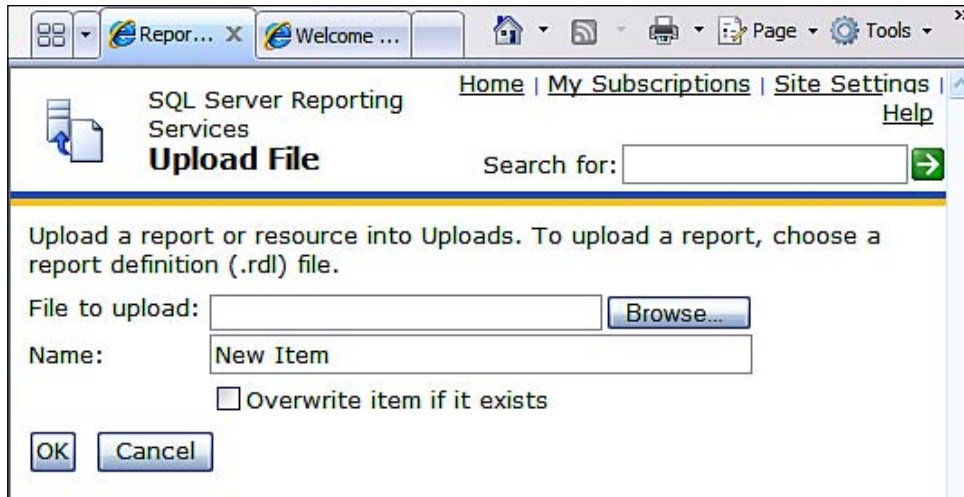 Repor... X Welcome ... Page Tools »
SQL Server Reporting
Services
Upload File
Home | My Subscriptions | Site Settings |
Help
Search for:
Upload a report or resource into Uploads. To upload a report, choose a
report definition (.rdl) file.
File to upload: Browse...
Name: New Item
Overwrite item if it exists
OK Cancel